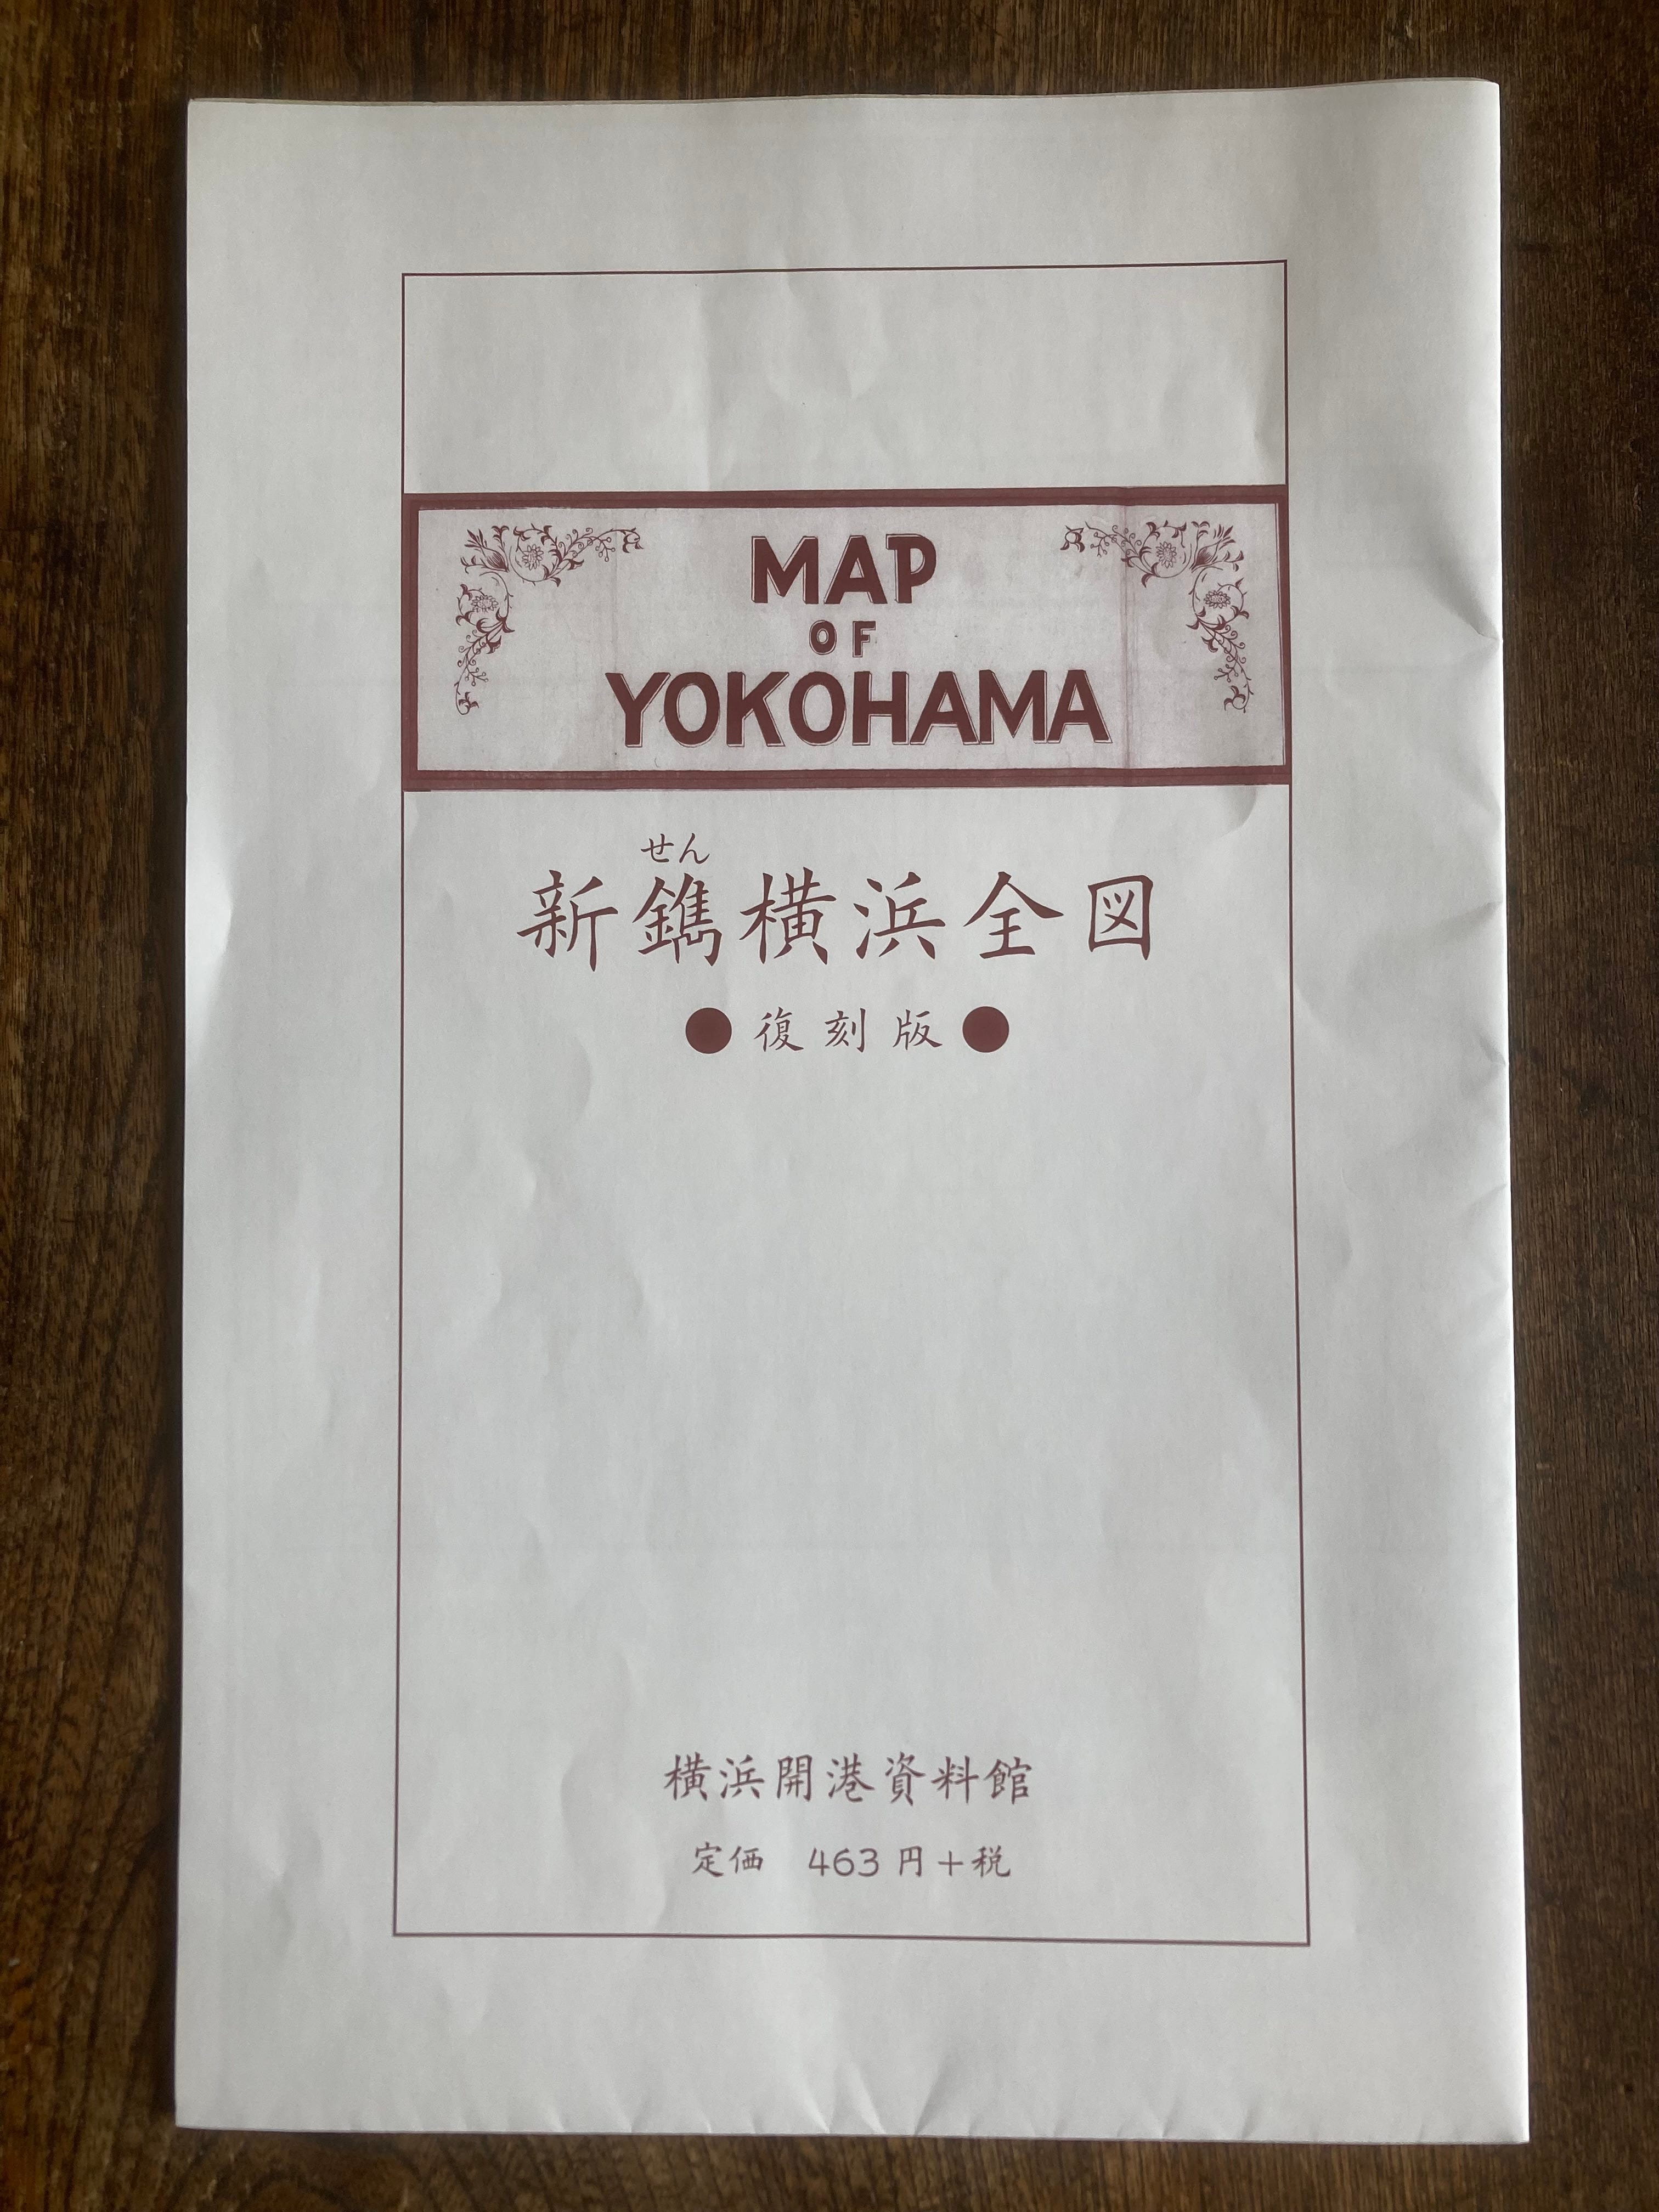 MAP
OF
YOKOHAMA
せん
新鐫横浜全図
●復刻版●
横浜開港資料館
定価 463円+税